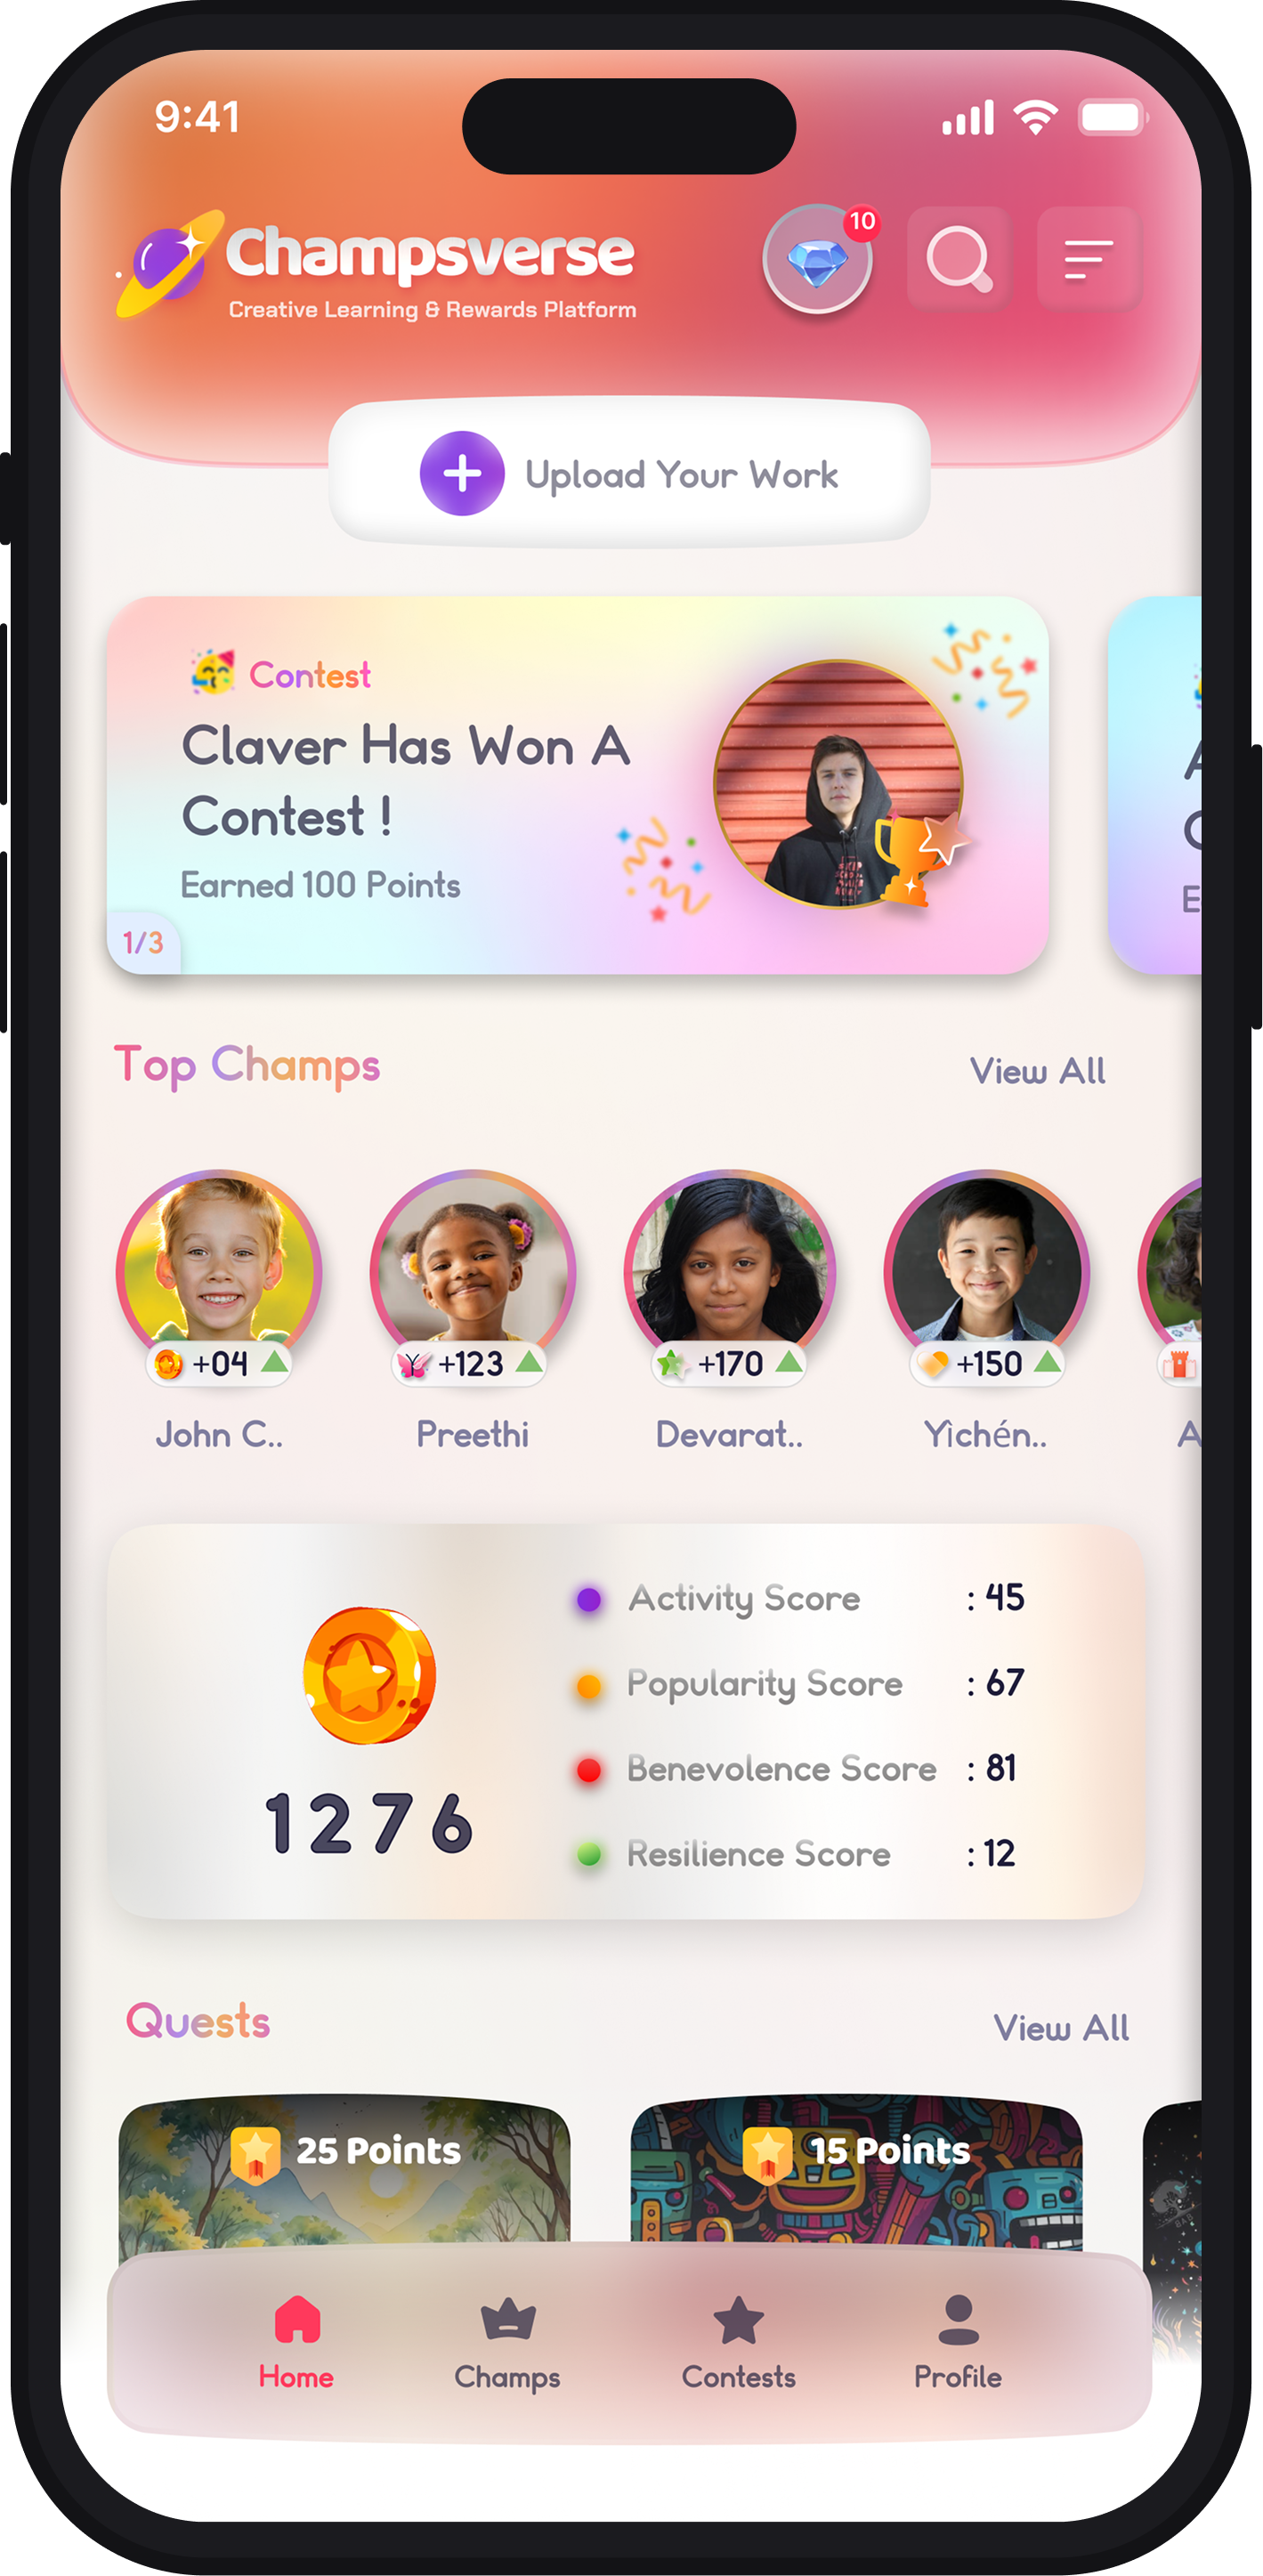 9:41
Champsverse
10
Creative Learning & Rewards Platform
Upload Your Work
Contest
Claver Has Won A
Contest !
Earned 100 Points
1/3
Top Champs
View All
+04
+123
+170
+150
John C..
Preethi
Devarat..
Yìchén..
A
Activity Score : 45
Popularity Score : 67
Benevolence Score : 81
Resilience Score : 12
1276
Quests
View All
25 Points
15 Points
Home
Champs
Contests
Profile